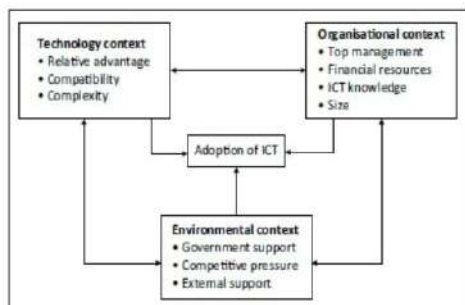 Technology context
• Relative advantage
• Compatibility
• Complexity
Organisational context
• Top management
• Financial resources
• ICT knowledge
• Size
Adoption of ICT
Environmental context
• Government support
• Competitive pressure
• External support